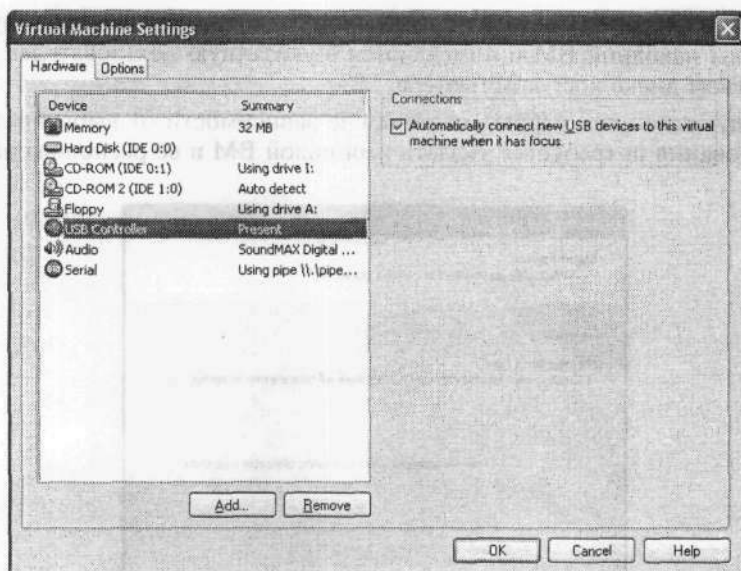 Virtual Machine Settings
Hardware Options
Device Summary
Memory 32 MB
Hard Disk (IDE 0:0)
CD-ROM (IDE 0:1) Using drive I:
CD-ROM 2 (IDE 1:0) Auto detect
Floppy Using drive A:
USB Controller Present
Audio SoundMAX Digital ...
Serial Using pipe \\.\pipe...
Add... Remove
Connections
Automatically connect new USB devices to this virtual
machine when it has focus.
OK Cancel Help